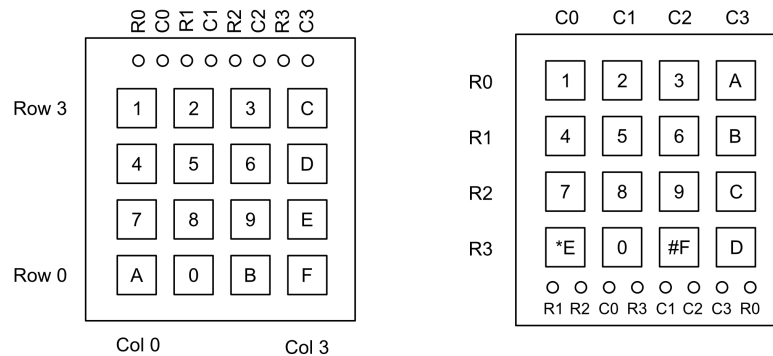 R0 C0 R1 C1 R2 C2 R3 C3
Row 3 1 2 3 C
4 5 6 D
7 8 9 E
Row 0 A 0 B F
Col 0 Col 3
C0 C1 C2 C3
R0 1 2 3 A
R1 4 5 6 B
R2 7 8 9 C
R3 *E 0 #F D
R1 R2 C0 R3 C1 C2 C3 R0